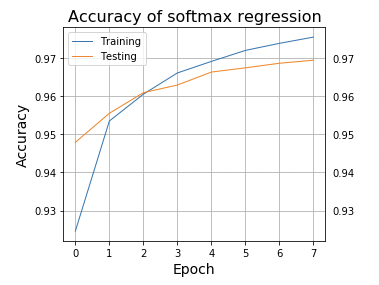 Accuracy of softmax regression
Training
Testing
0.97 0.97
0.96 0.96
0.95 0.95
0.94 0.94
0.93 0.93
Accuracy
0 1 2 3 4 5 6 7
Epoch